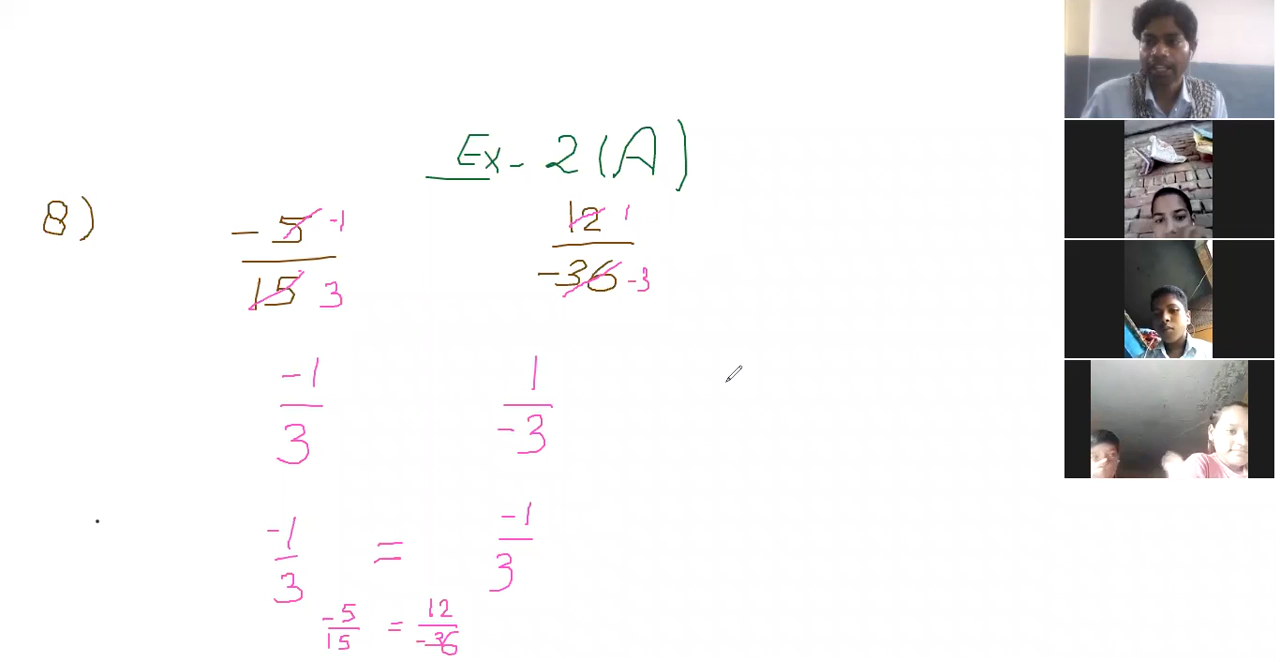 Ex- 2(A)
8) -5/15 -1 3 12/-36 1 -3
-1/3 1/-3
-1/3 = -1/3
-5/15 = 12/-36